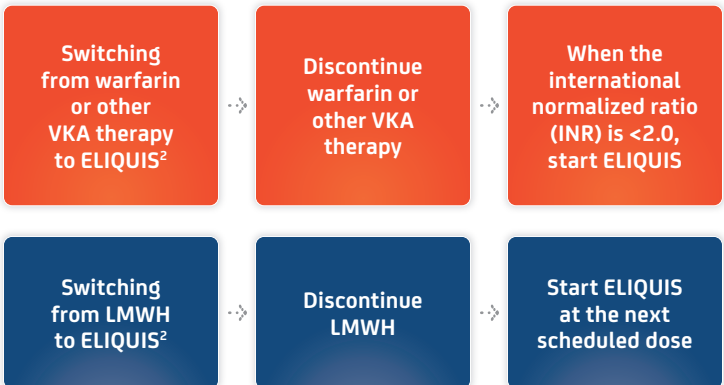 Switching
from warfarin
or other
VKA therapy
to ELIQUIS²
Discontinue
warfarin or
other VKA
therapy
When the
international
normalized ratio
(INR) is <2.0,
start ELIQUIS
Switching
from LMWH
to ELIQUIS²
Discontinue
LMWH
Start ELIQUIS
at the next
scheduled dose